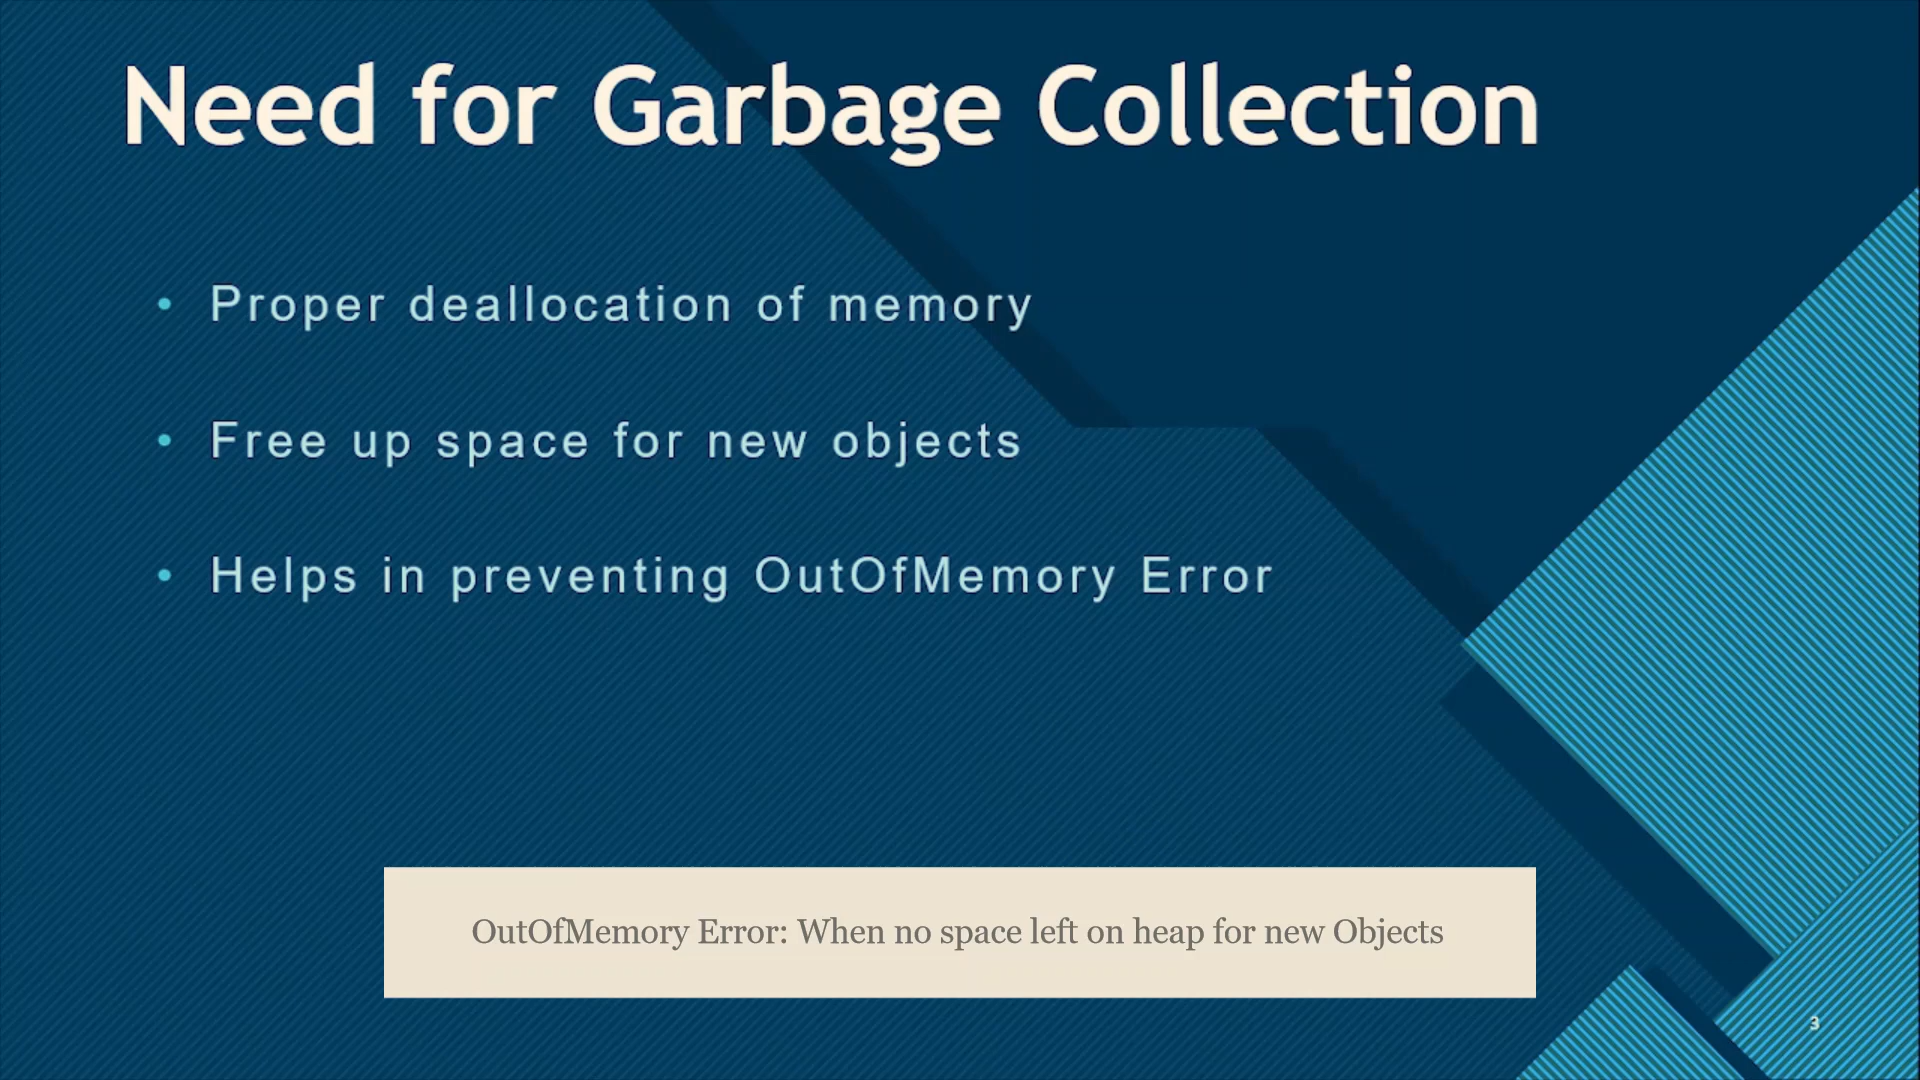 Need for Garbage Collection
• Proper deallocation of memory
• Free up space for new objects
• Helps in preventing OutOfMemory Error
OutOfMemory Error: When no space left on heap for new Objects
3